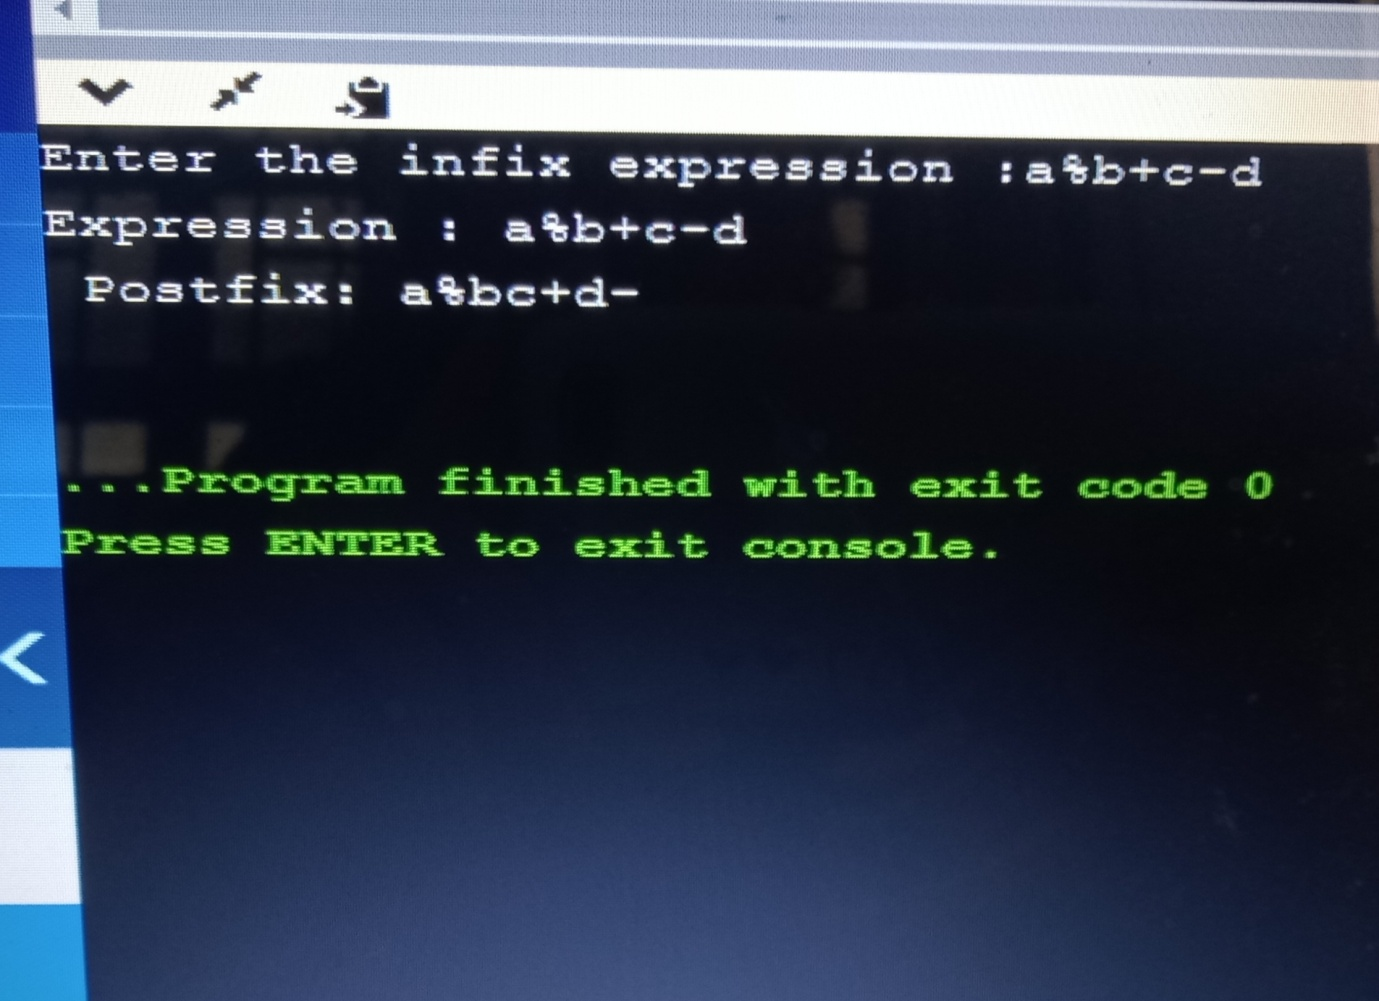 Enter the infix expression :a%b+c-d
Expression : a%b+c-d
Postfix: a%bc+d-
...Program finished with exit code 0
Press ENTER to exit console.